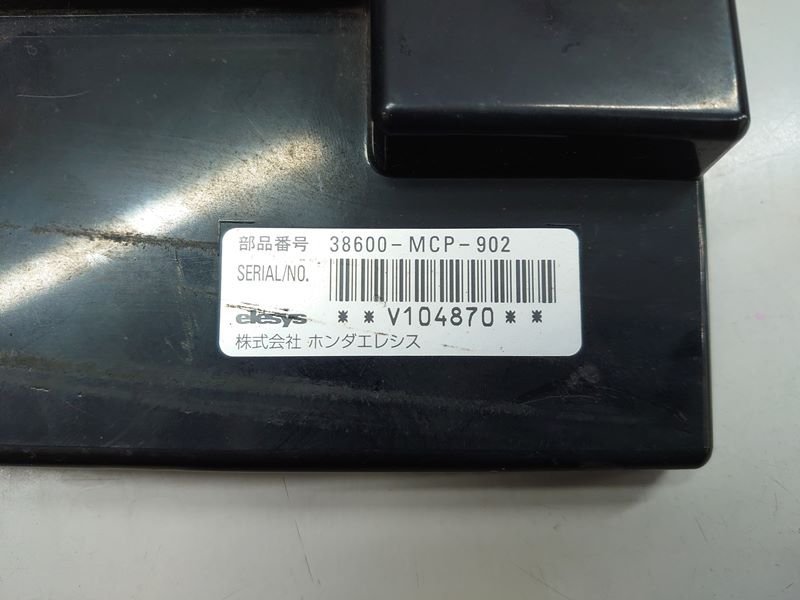 部品番号 38600-MCP-902
SERIAL/NO.
elesys **V104870**
株式会社 ホンダエレシス